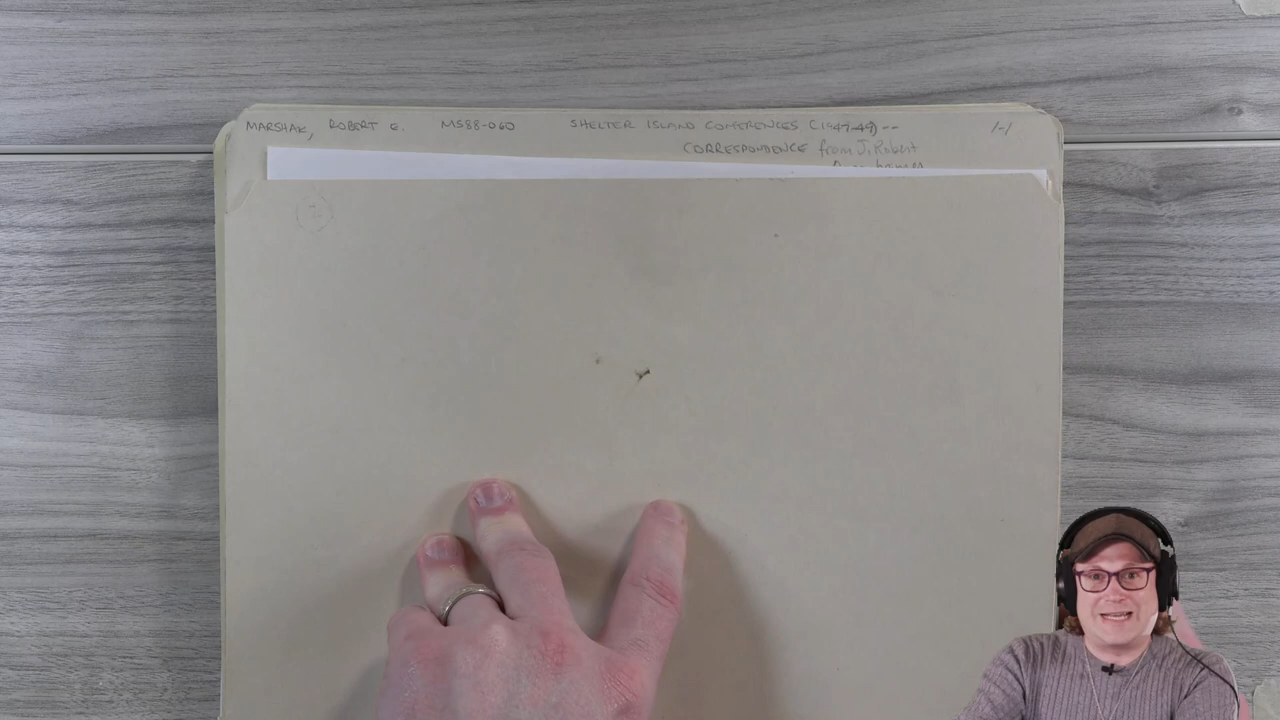 MARSHAK, ROBERT E. MS88-060 SHELTER ISLAND CONFERENCES (1947-49)-- 1-1
CORRESPONDENCE from J. Robert